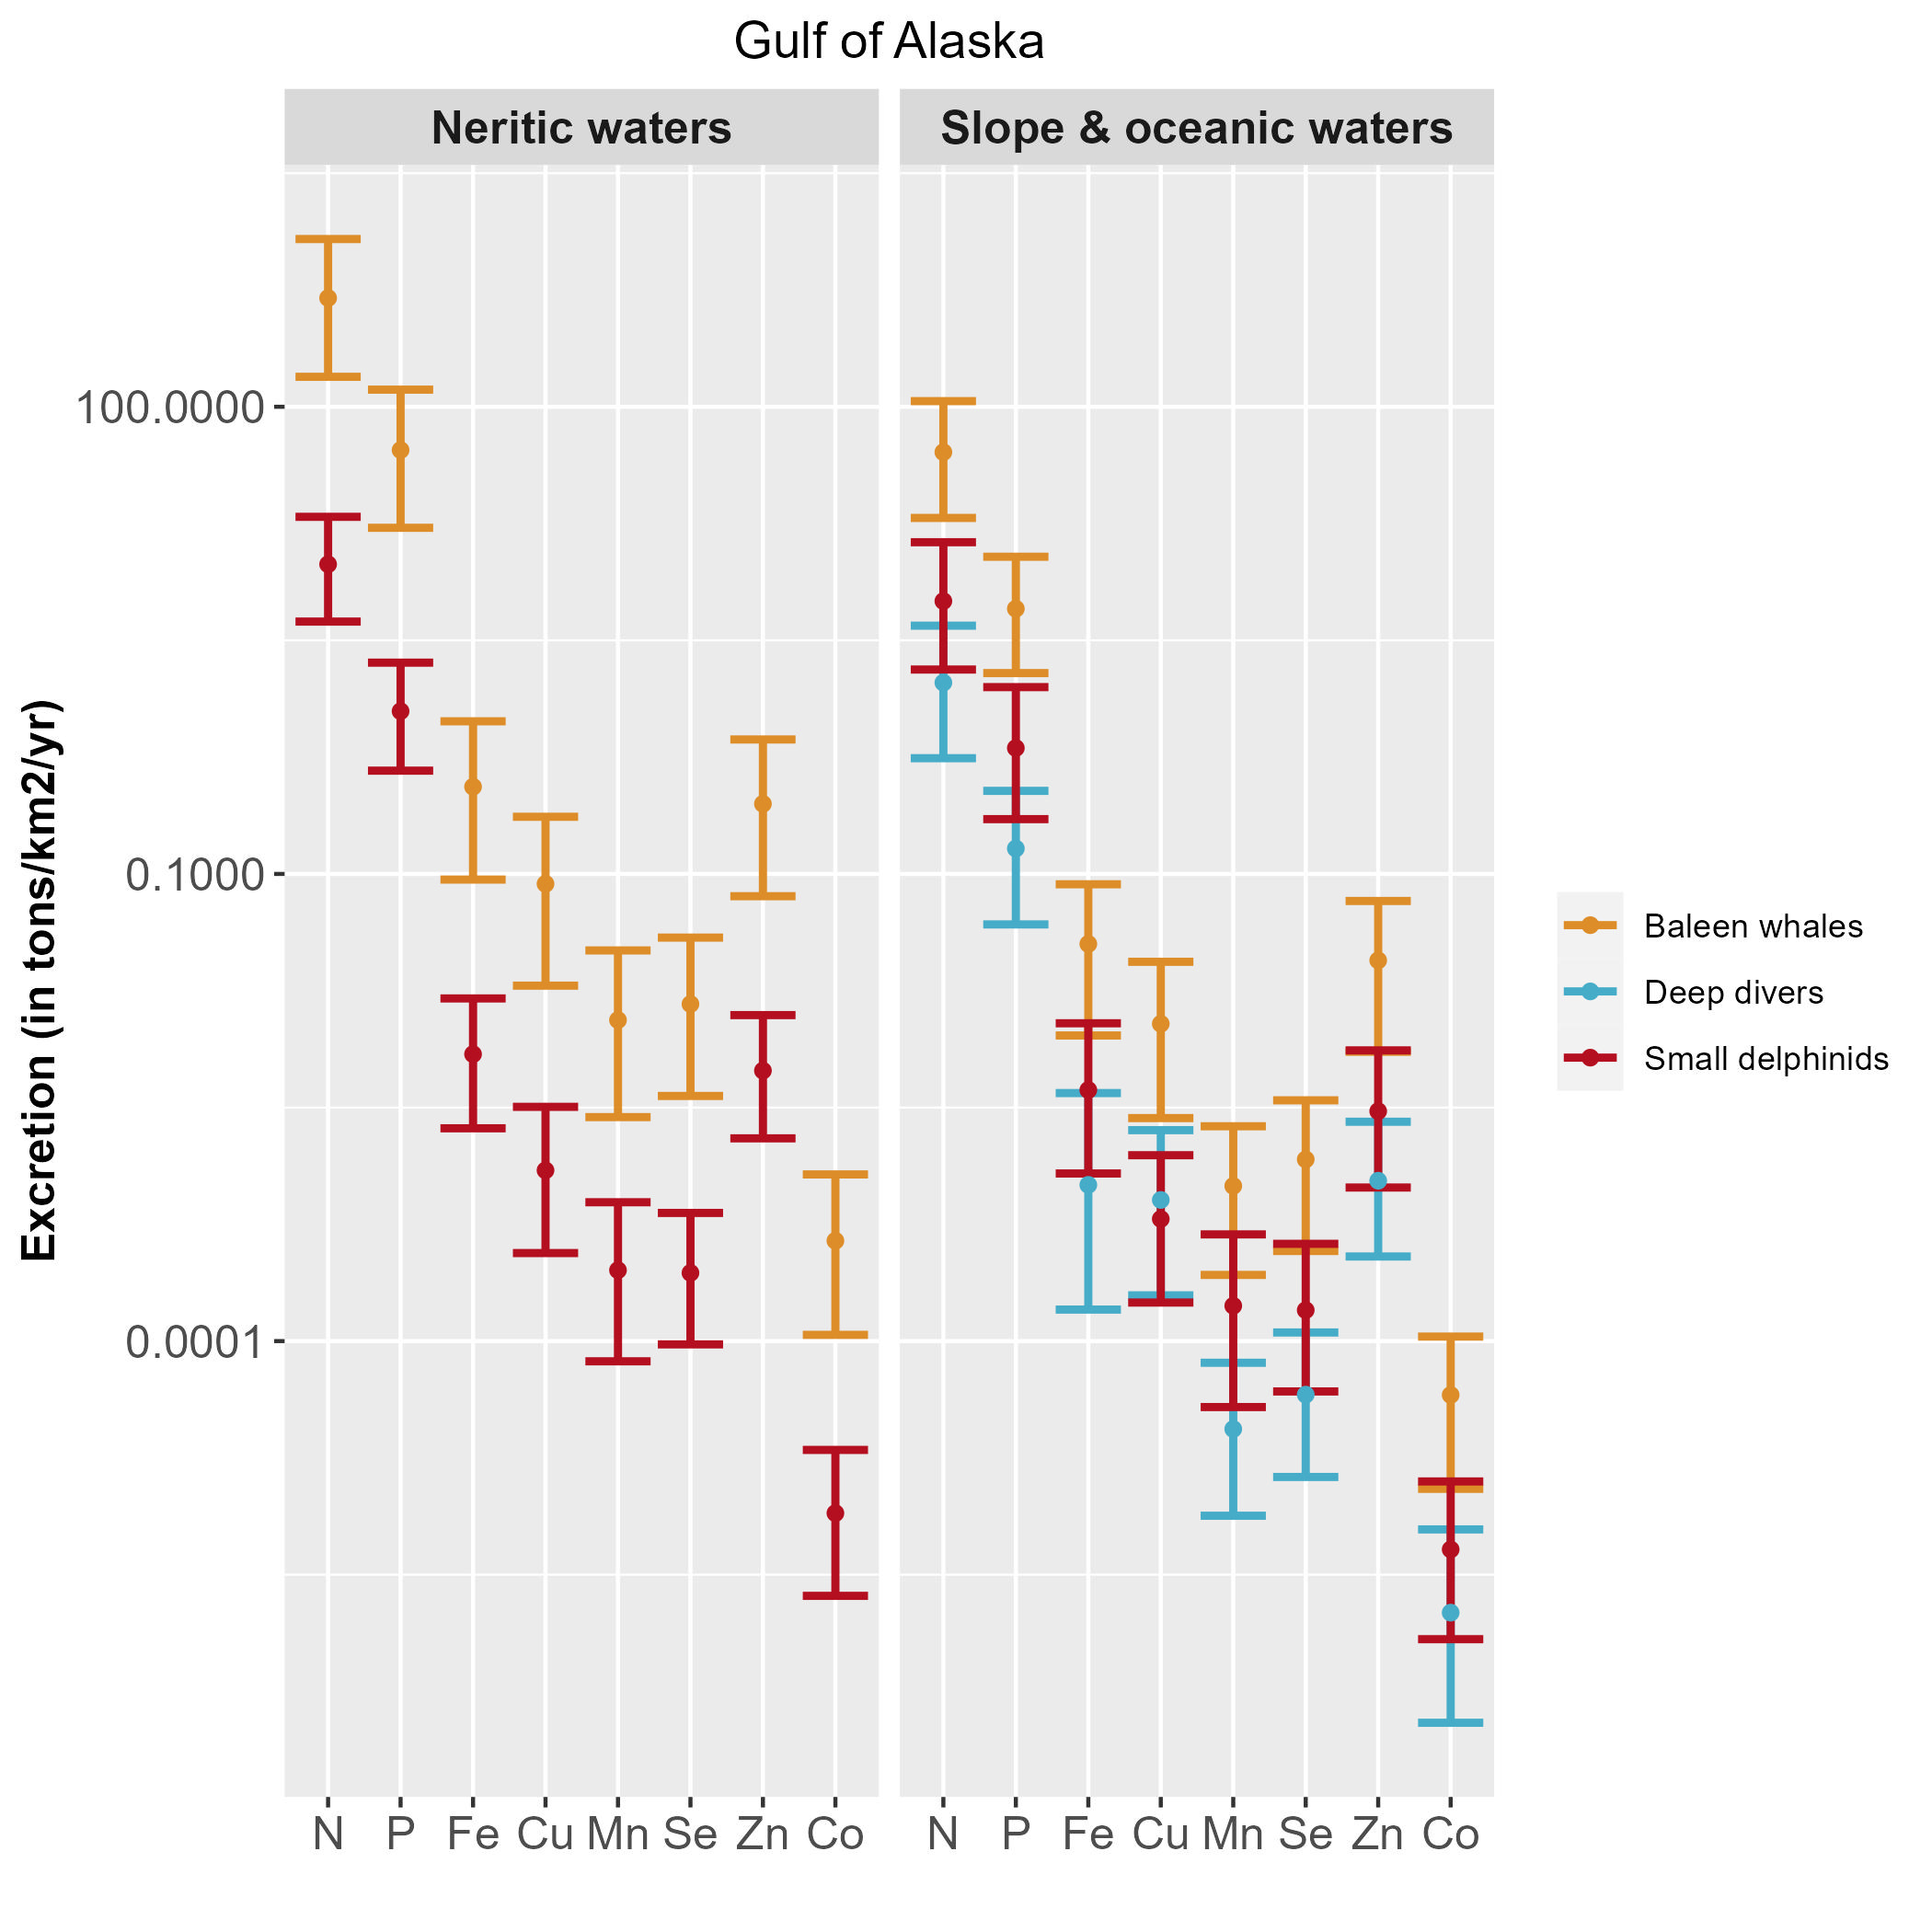 Gulf of Alaska
Neritic waters
Slope & oceanic waters
Excretion (in tons/km2/yr)
100.0000
0.1000
0.0001
N P Fe Cu Mn Se Zn Co
N P Fe Cu Mn Se Zn Co
Baleen whales
Deep divers
Small delphinids